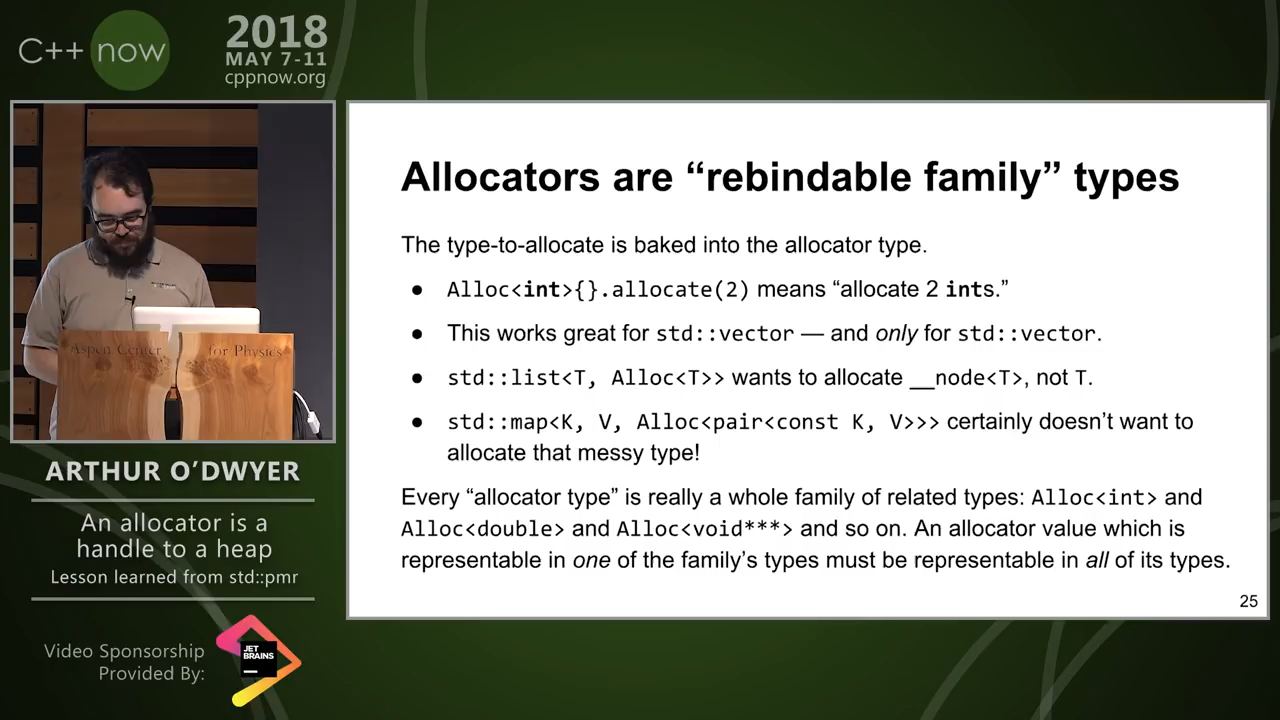 C++ now
2018
MAY 7-11
cppnow.org
Aspen Center for Physics
ARTHUR O’DWYER
An allocator is a
handle to a heap
Lesson learned from std::pmr
Video Sponsorship
Provided By:
JET
BRAINS
Allocators are “rebindable family” types
The type-to-allocate is baked into the allocator type.
● Alloc<int>{}.allocate(2) means “allocate 2 ints.”
● This works great for std::vector — and only for std::vector.
● std::list<T, Alloc<T>> wants to allocate __node<T>, not T.
● std::map<K, V, Alloc<pair<const K, V>>> certainly doesn’t want to
allocate that messy type!
Every “allocator type” is really a whole family of related types: Alloc<int> and
Alloc<double> and Alloc<void***> and so on. An allocator value which is
representable in one of the family’s types must be representable in all of its types.
25